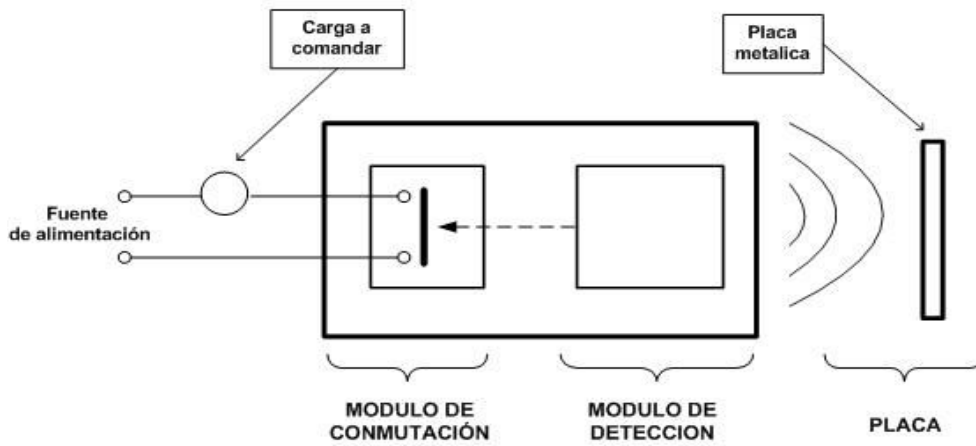 Carga a
comandar
Placa
metalica
Fuente
de alimentación
MODULO DE
CONMUTACIÓN
MODULO DE
DETECCION
PLACA